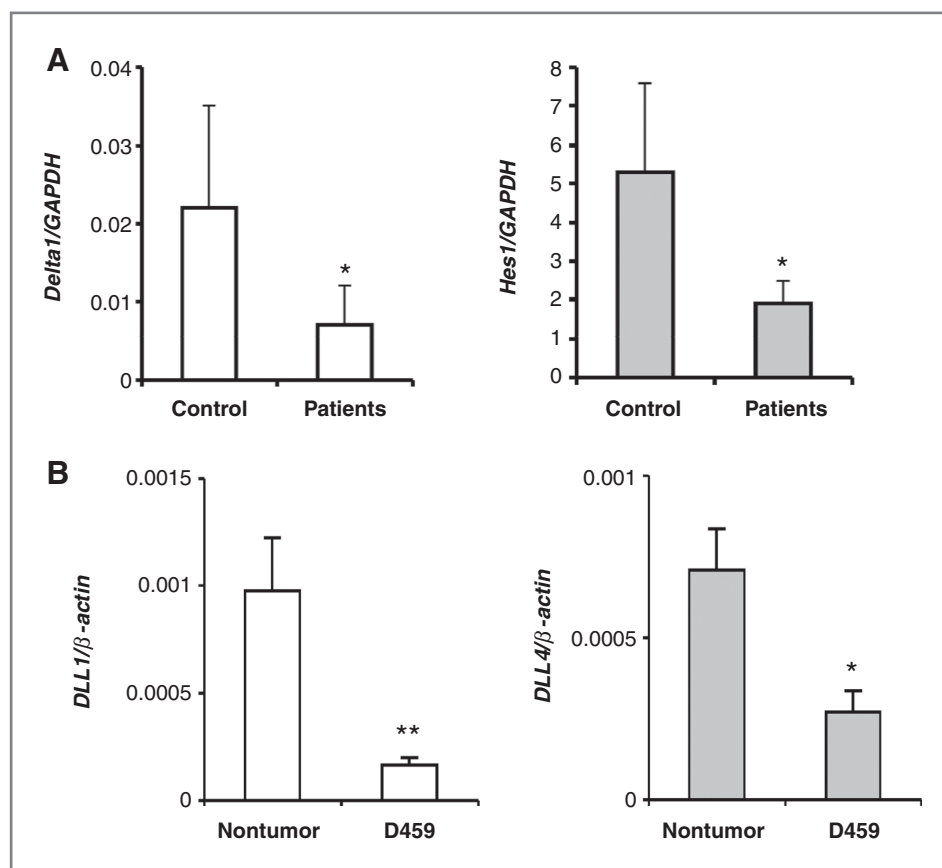 A
Delta1/GAPDH
0.04
0.03
0.02
0.01
0
*
Control Patients
Hes1/GAPDH
8
7
6
5
4
3
2
1
0
*
Control Patients
B
DLL1/β-actin
0.0015
0.001
0.0005
0
**
Nontumor D459
DLL4/β-actin
0.001
0.0005
0
*
Nontumor D459